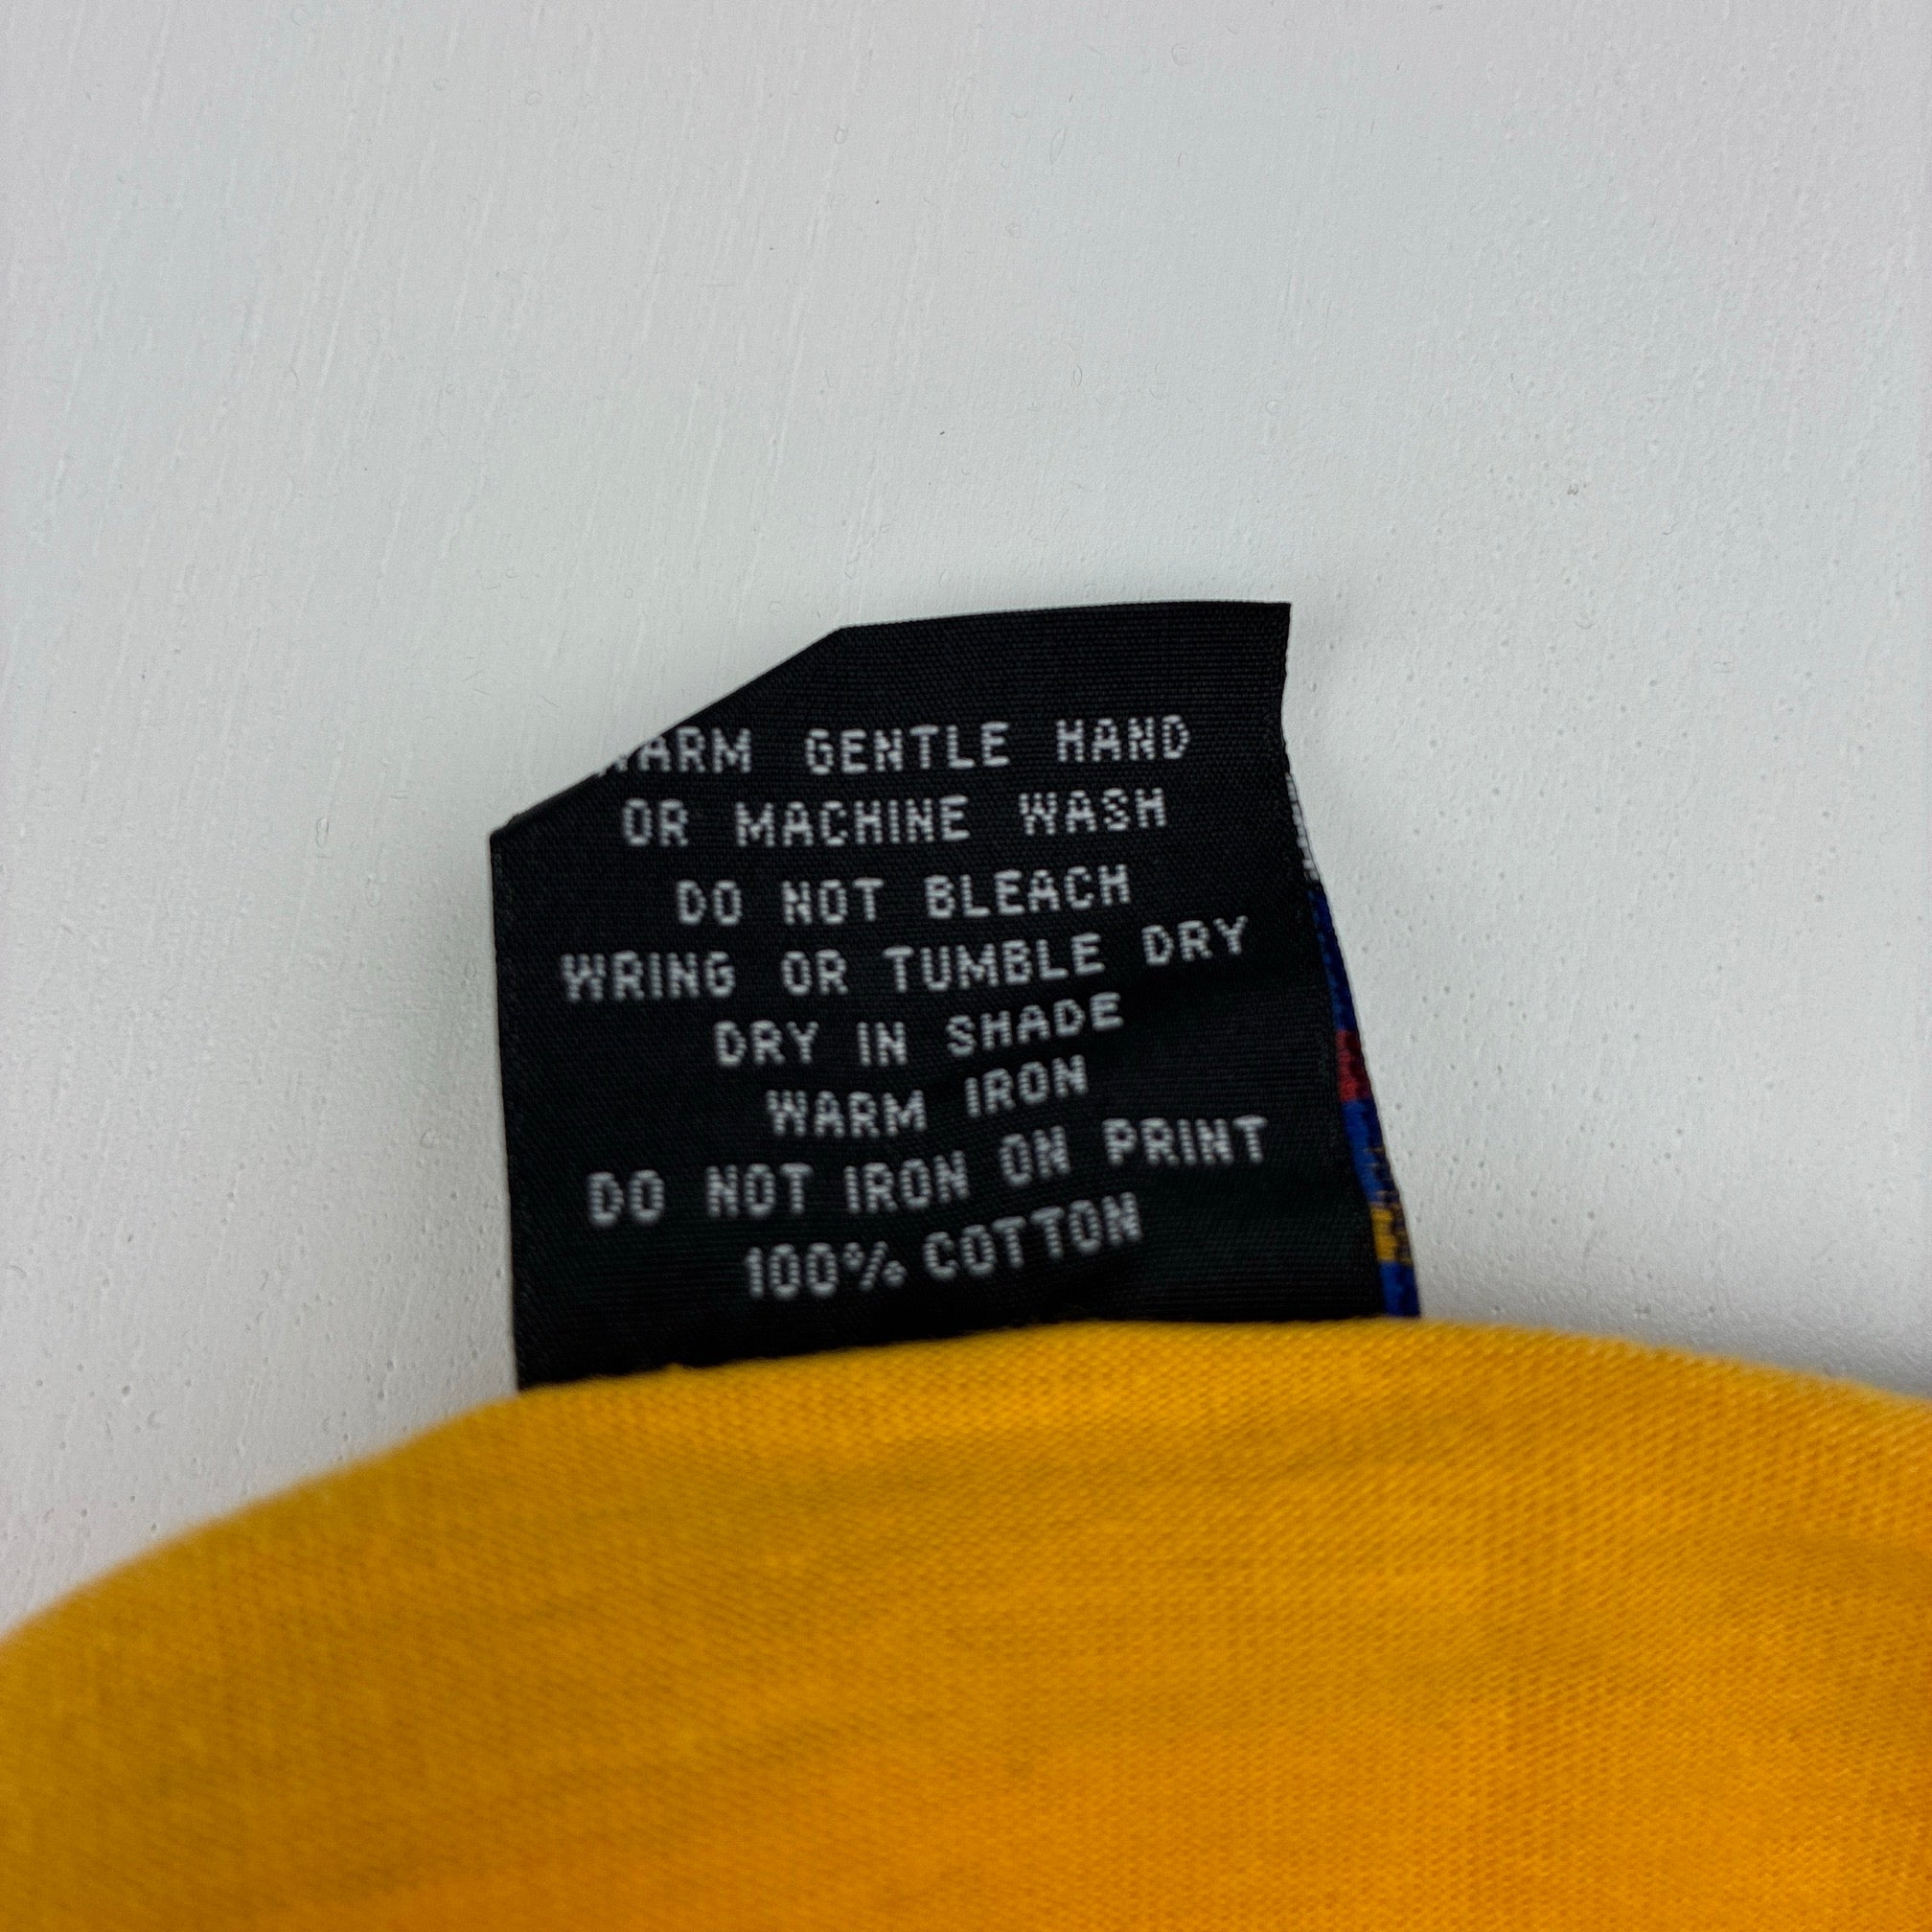 WARM GENTLE HAND
OR MACHINE WASH
DO NOT BLEACH
WRING OR TUMBLE DRY
DRY IN SHADE
WARM IRON
DO NOT IRON ON PRINT
100% COTTON